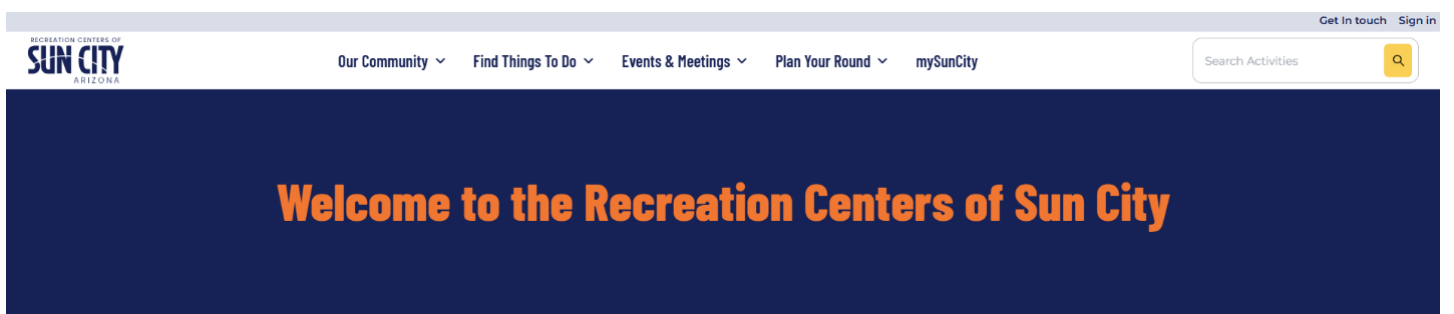 Get In touch Sign in
RECREATION CENTERS OF
SUN CITY
ARIZONA
Our Community Find Things To Do Events & Meetings Plan Your Round mySunCity
Search Activities
Welcome to the Recreation Centers of Sun City